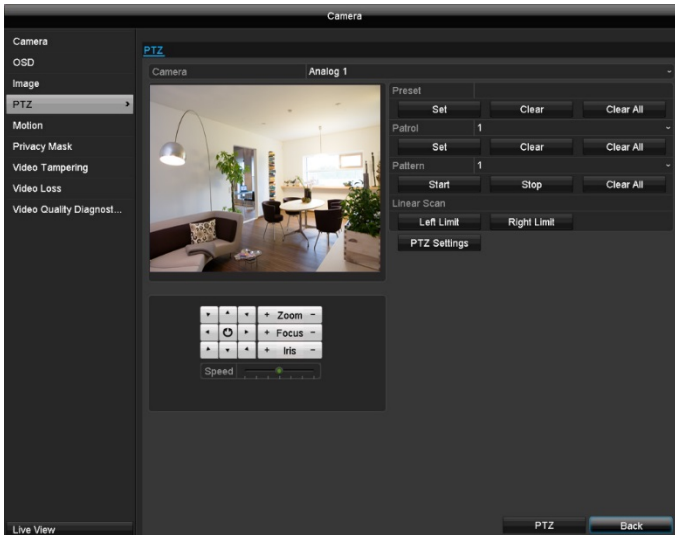 Camera
Camera
OSD
Image
PTZ
Motion
Privacy Mask
Video Tampering
Video Loss
Video Quality Diagnost...
Live View
PTZ
Camera Analog 1
Preset
Set Clear Clear All
Patrol 1
Set Clear Clear All
Pattern 1
Start Stop Clear All
Linear Scan
Left Limit Right Limit
PTZ Settings
+ Zoom -
+ Focus -
+ Iris -
Speed
PTZ Back